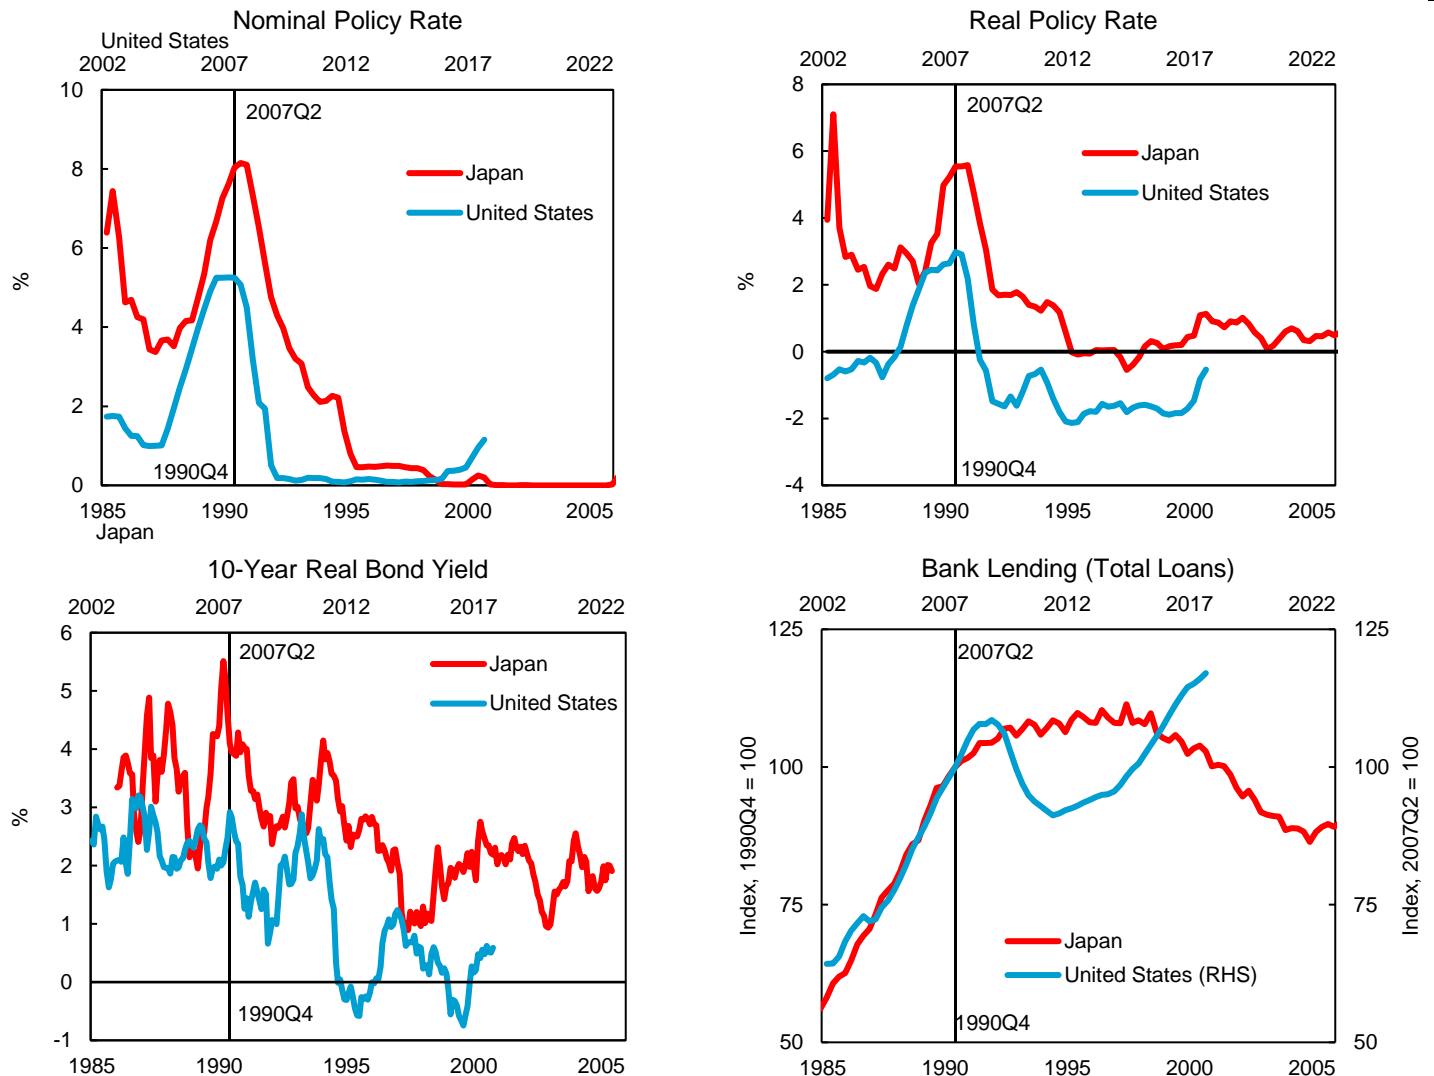 Nominal Policy Rate
United States
2002 2007 2012 2017 2022
10
2007Q2
8
Japan
United States
6
%
4
2
1990Q4
0
1985 1990 1995 2000 2005
Japan
Real Policy Rate
2002 2007 2012 2017 2022
8
2007Q2
6
Japan
United States
4
%
2
0
-2
1990Q4
-4
1985 1990 1995 2000 2005
10-Year Real Bond Yield
2002 2007 2012 2017 2022
6
2007Q2
Japan
5
United States
4
3
%
2
1
0
1990Q4
-1
1985 1990 1995 2000 2005
Bank Lending (Total Loans)
2002 2007 2012 2017 2022
125 125
2007Q2
100 100
Index, 1990Q4 = 100
Index, 2007Q2 = 100
75 75
Japan
United States (RHS)
1990Q4
50 50
1985 1990 1995 2000 2005